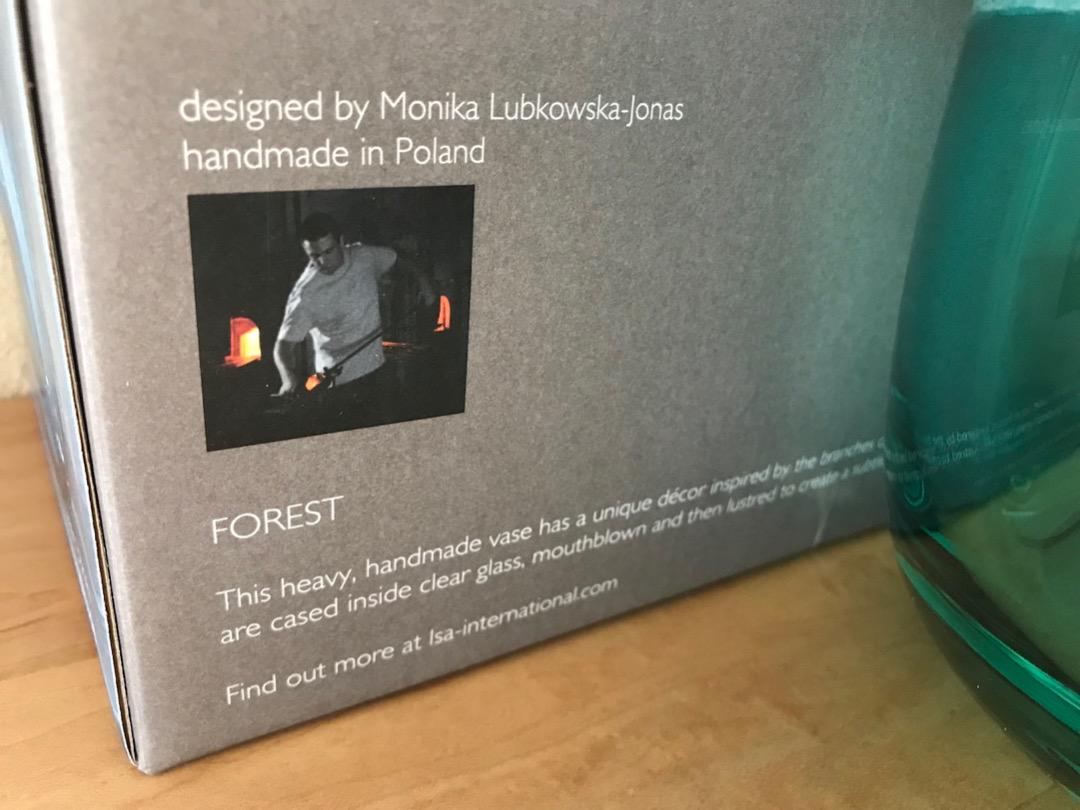 designed by Monika Lubkowska-Jonas
handmade in Poland
FOREST
This heavy, handmade vase has a unique décor inspired by the branches
are cased inside clear glass, mouthblown and then lustred to create a subtle
Find out more at lsa-international.com